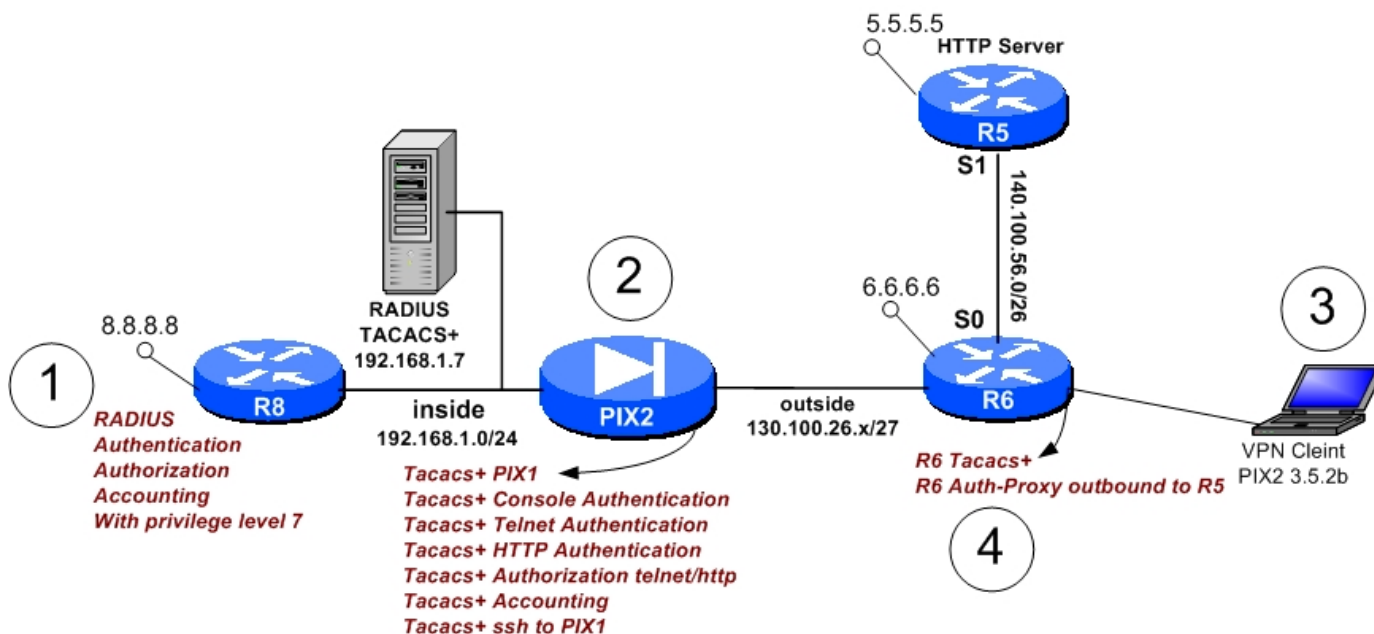 5.5.5.5
HTTP Server
R5
S1
140.100.56.0/26
RADIUS
TACACS+
192.168.1.7
2
6.6.6.6
S0
3
8.8.8.8
1
R8
inside
192.168.1.0/24
PIX2
outside
130.100.26.x/27
R6
VPN Cleint
PIX2 3.5.2b
RADIUS
Authentication
Authorization
Accounting
With privilege level 7
Tacacs+ PIX1
Tacacs+ Console Authentication
Tacacs+ Telnet Authentication
Tacacs+ HTTP Authentication
Tacacs+ Authorization telnet/http
Tacacs+ Accounting
Tacacs+ ssh to PIX1
R6 Tacacs+
R6 Auth-Proxy outbound to R5
4